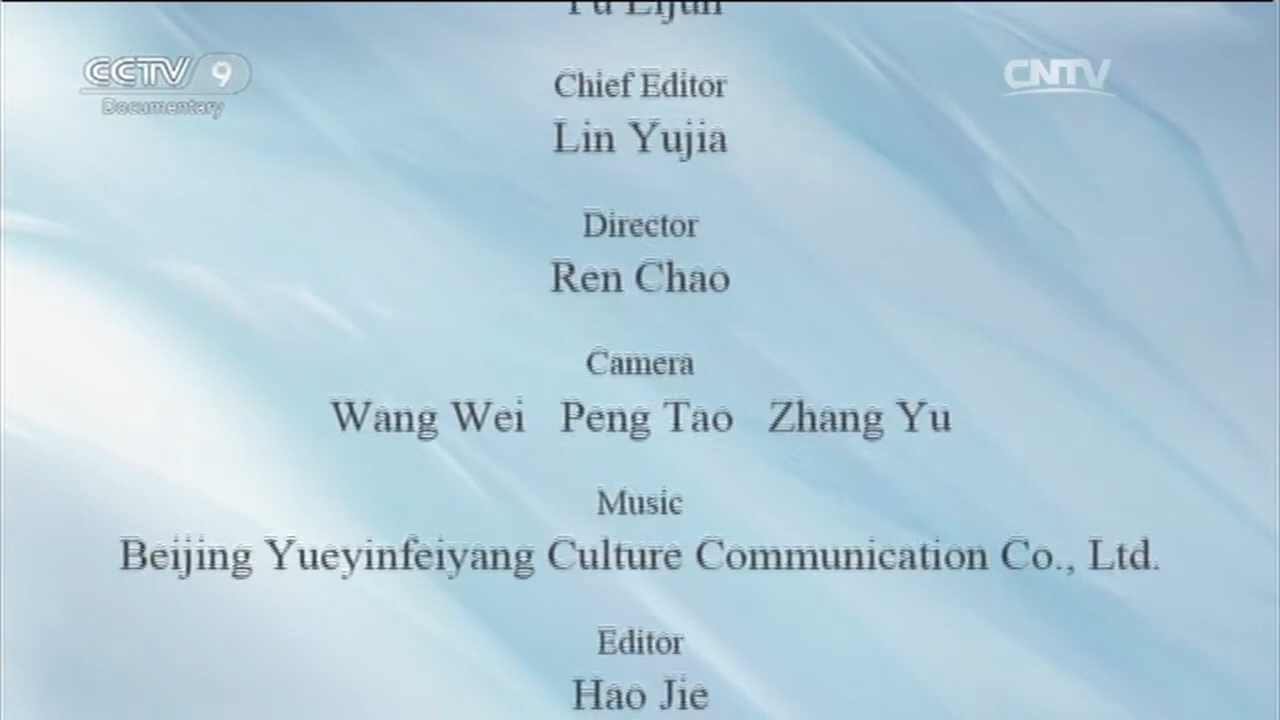 CCTV 9
Documentary
CNTV
Chief Editor
Lin Yujia
Director
Ren Chao
Camera
Wang Wei Peng Tao Zhang Yu
Music
Beijing Yueyinfeiyang Culture Communication Co., Ltd.
Editor
Hao Jie